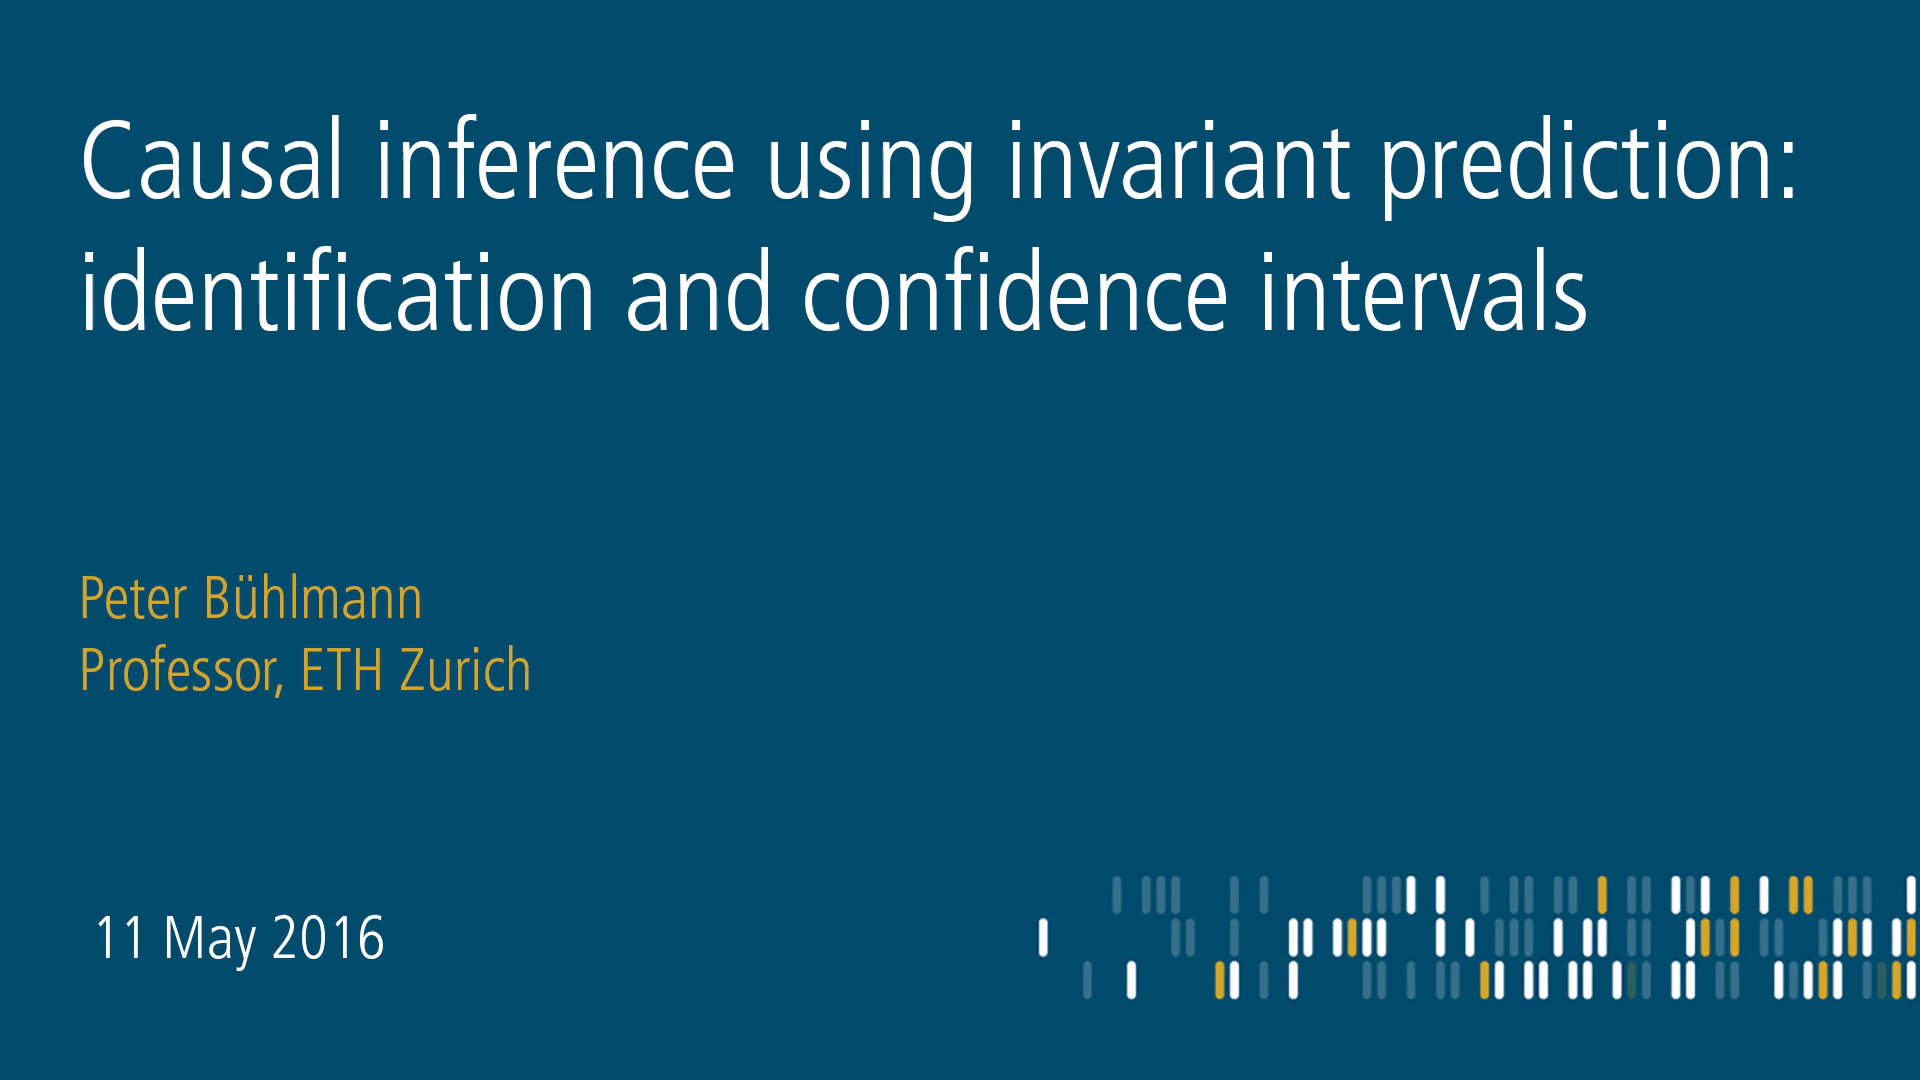 Causal inference using invariant prediction:
identification and confidence intervals
Peter Bühlmann
Professor, ETH Zurich
11 May 2016